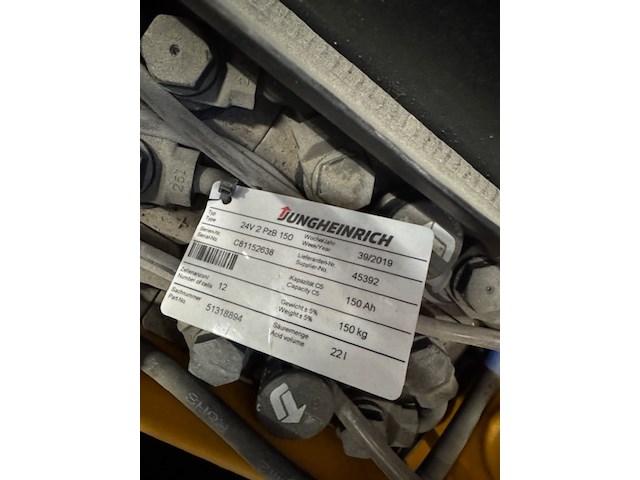 JUNGHEINRICH
Typ
Type
24V 2 PzB 150
Woche/Jahr
Week/Year
39/2019
Serien-Nr.
Serial-No.
C81152638
Lieferanten-Nr.
Supplier-No.
45392
Zellenanzahl
Number of cells
12
Kapazität C5
Capacity C5
150 Ah
Sachnummer
Part No.
51318894
Gewicht ± 5%
Weight ± 5%
150 kg
Säuremenge
Acid volume
22 l